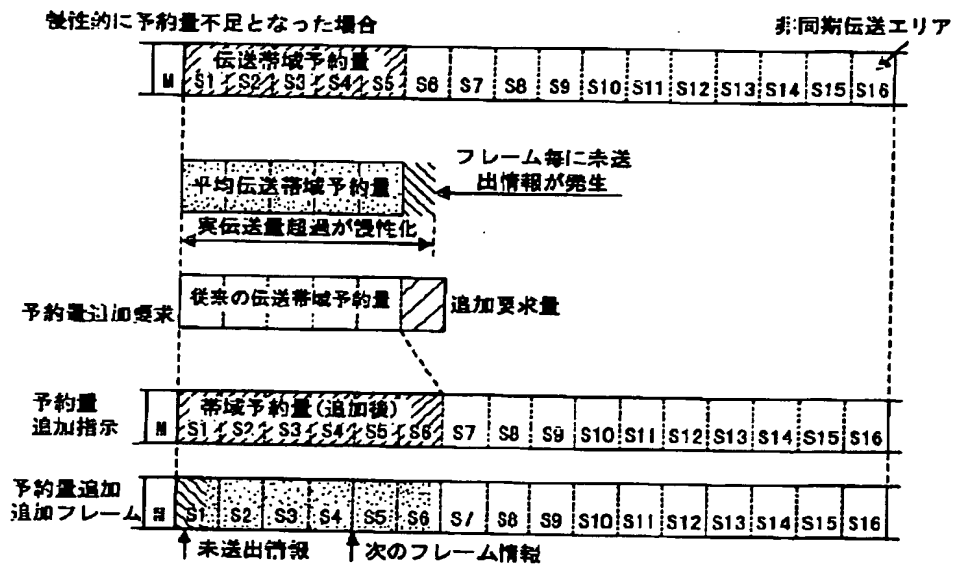 慢性的に予約量不足となった場合
非同期伝送エリア
伝送帯域予約量
M S1 S2 S3 S4 S5 S6 S7 S8 S9 S10 S11 S12 S13 S14 S15 S16
フレーム毎に未送
出情報が発生
平均伝送帯域予約量
実伝送量超過が慢性化
予約量追加要求
従来の伝送帯域予約量
追加要求量
予約量
追加指示
帯域予約量(追加後)
M S1 S2 S3 S4 S5 S6 S7 S8 S9 S10 S11 S12 S13 S14 S15 S16
予約量追加
追加フレーム
M S1 S2 S3 S4 S5 S6 S7 S8 S9 S10 S11 S12 S13 S14 S15 S16
未送出情報
次のフレーム情報